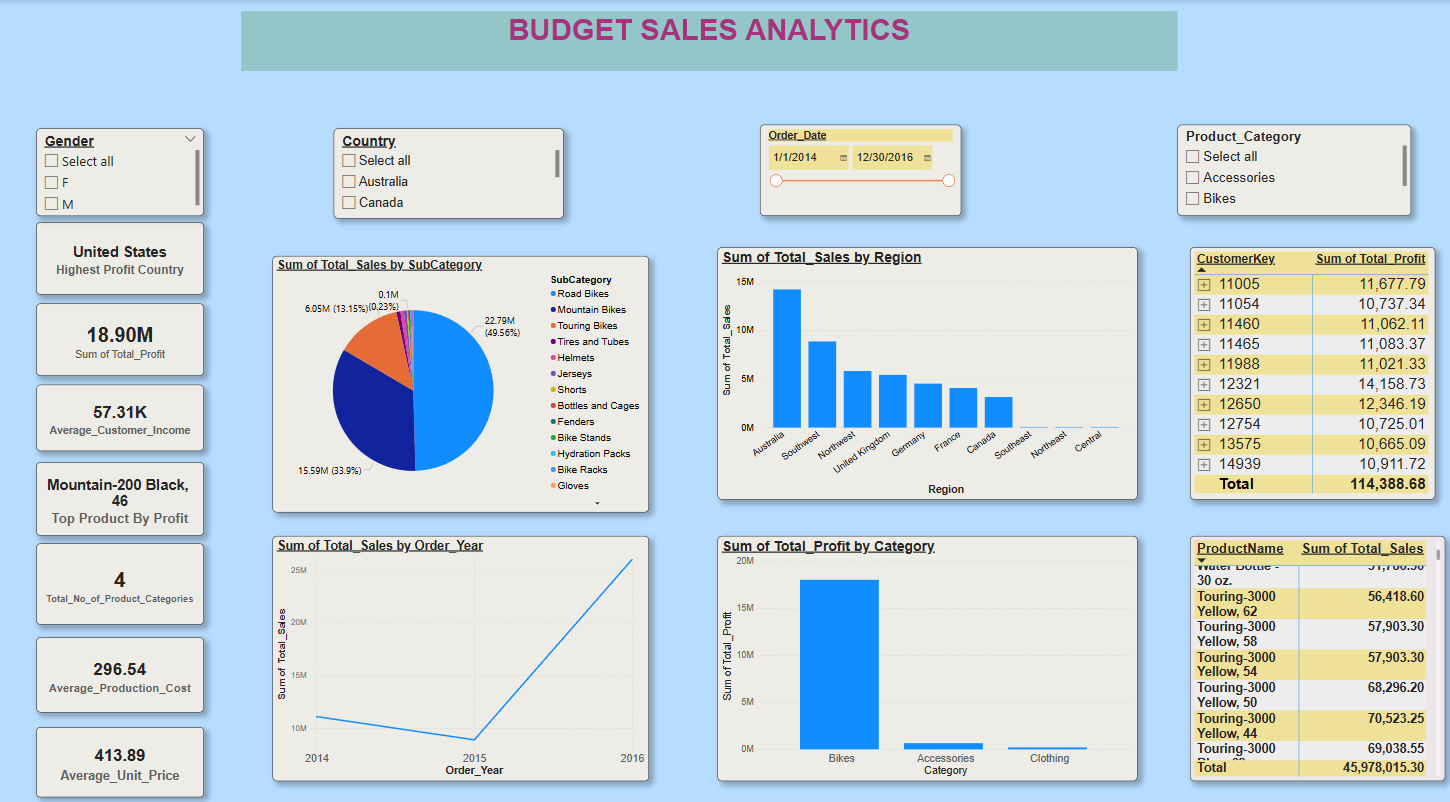 BUDGET SALES ANALYTICS
Gender
Select all
F
M
Country
Select all
Australia
Canada
Order_Date
1/1/2014
12/30/2016
Product_Category
Select all
Accessories
Bikes
United States
Highest Profit Country
18.90M
Sum of Total_Profit
57.31K
Average_Customer_Income
Mountain-200 Black,
46
Top Product By Profit
4
Total_No_of_Product_Categories
296.54
Average_Production_Cost
413.89
Average_Unit_Price
Sum of Total_Sales by SubCategory
0.1M
(0.23%)
6.05M (13.15%)
22.79M
(49.56%)
15.59M (33.9%)
SubCategory
Road Bikes
Mountain Bikes
Touring Bikes
Tires and Tubes
Helmets
Jerseys
Shorts
Bottles and Cages
Fenders
Bike Stands
Hydration Packs
Bike Racks
Gloves
Sum of Total_Sales by Region
Sum of Total_Sales
15M
10M
5M
0M
Australia
Southwest
Northwest
United Kingdom
Germany
France
Canada
Southeast
Northeast
Central
Region
CustomerKey Sum of Total_Profit
11005 11,677.79
11054 10,737.34
11460 11,062.11
11465 11,083.37
11988 11,021.33
12321 14,158.73
12650 12,346.19
12754 10,725.01
13575 10,665.09
14939 10,911.72
Total 114,388.68
Sum of Total_Sales by Order_Year
Sum of Total_Sales
25M
20M
15M
10M
2014 2015 2016
Order_Year
Sum of Total_Profit by Category
Sum of Total_Profit
20M
15M
10M
5M
0M
Bikes Accessories Clothing
Category
ProductName Sum of Total_Sales
Water Bottle -
30 oz.
Touring-3000 56,418.60
Yellow, 62
Touring-3000 57,903.30
Yellow, 58
Touring-3000 57,903.30
Yellow, 54
Touring-3000 68,296.20
Yellow, 50
Touring-3000 70,523.25
Yellow, 44
Touring-3000 69,038.55
Total 45,978,015.30